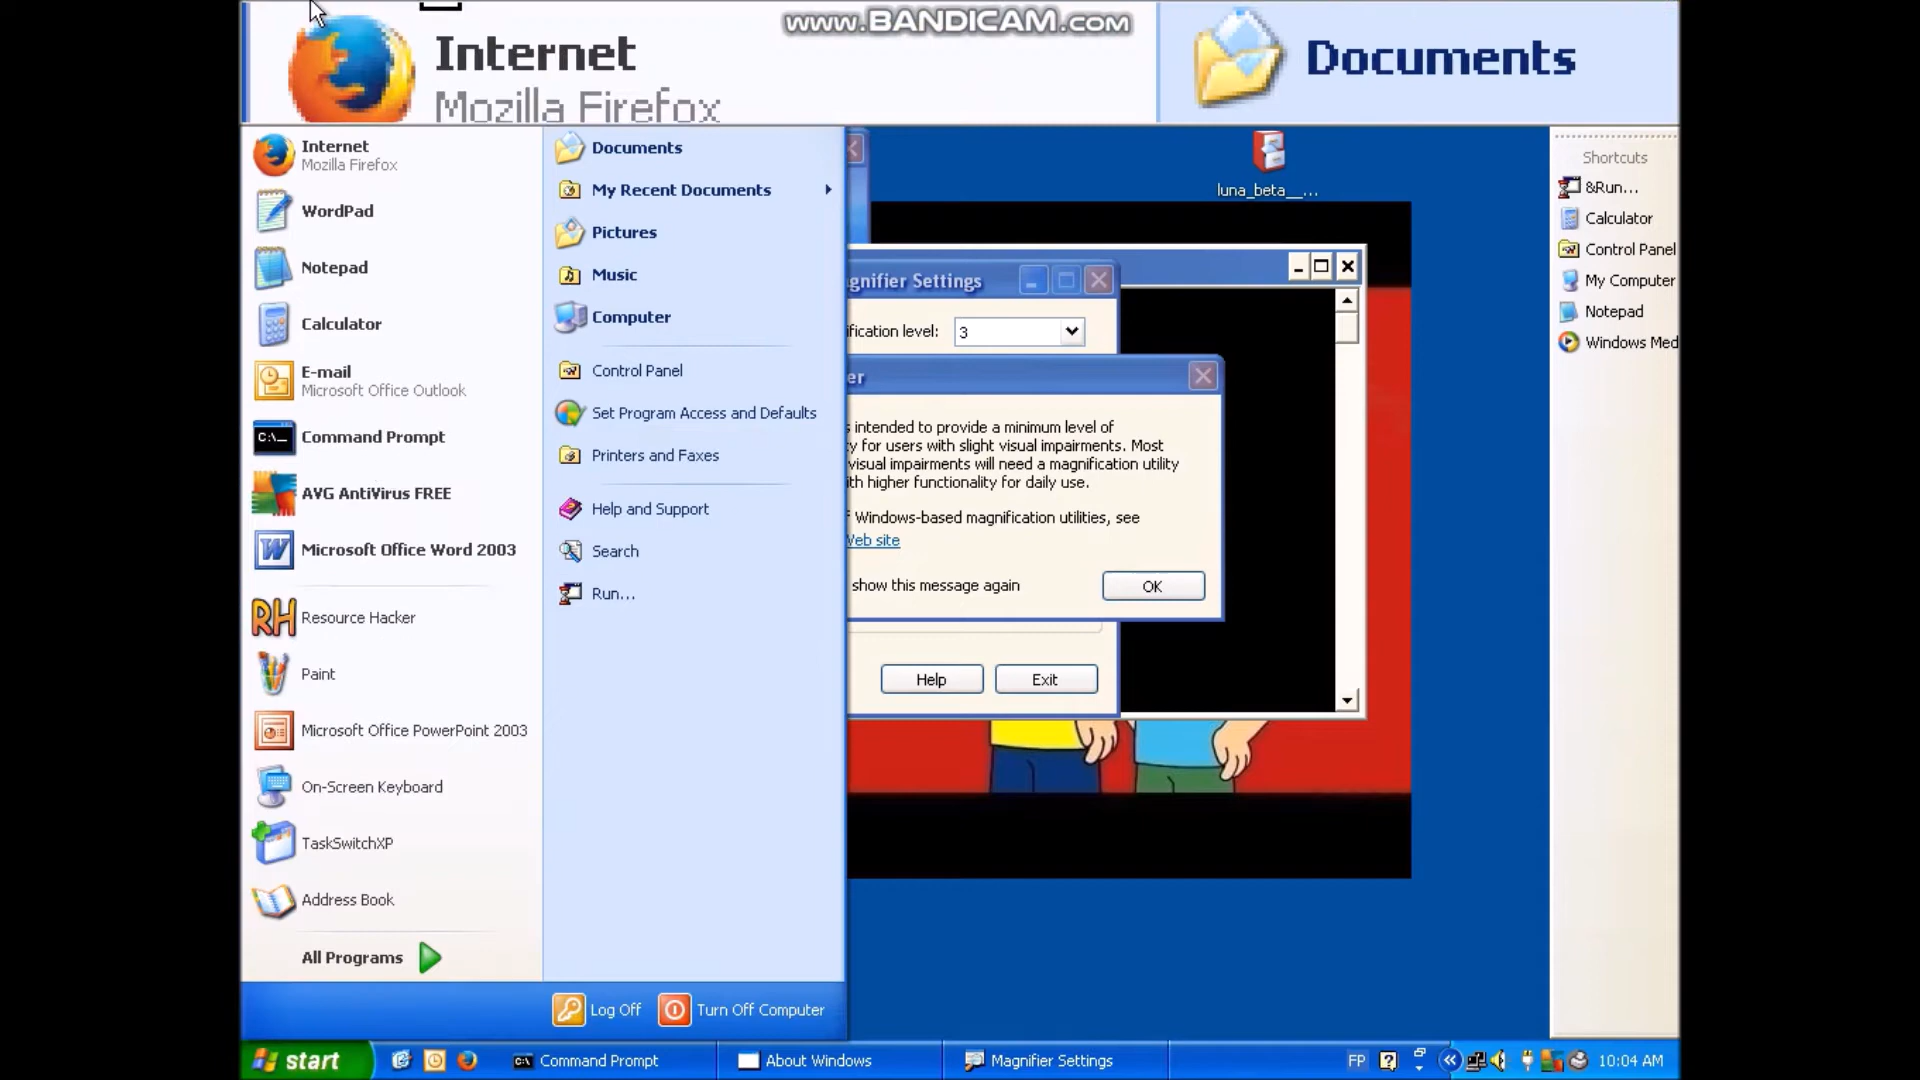 www.BANDICAM.com
Internet
Mozilla Firefox
Documents
Internet
Mozilla Firefox
WordPad
Notepad
Calculator
E-mail
Microsoft Office Outlook
Command Prompt
AVG AntiVirus FREE
Microsoft Office Word 2003
Resource Hacker
Paint
Microsoft Office PowerPoint 2003
On-Screen Keyboard
TaskSwitchXP
Address Book
All Programs
Documents
My Recent Documents
Pictures
Music
Computer
Control Panel
Set Program Access and Defaults
Printers and Faxes
Help and Support
Search
Run...
Log Off
Turn Off Computer
luna_beta__...
gnifier Settings
ification level:
3
er
s intended to provide a minimum level of
y for users with slight visual impairments. Most
visual impairments will need a magnification utility
th higher functionality for daily use.
f Windows-based magnification utilities, see
Web site
show this message again
OK
Help
Exit
Shortcuts
&Run...
Calculator
Control Panel
My Computer
Notepad
Windows Med
start
C:\
Command Prompt
About Windows
Magnifier Settings
FP
10:04 AM